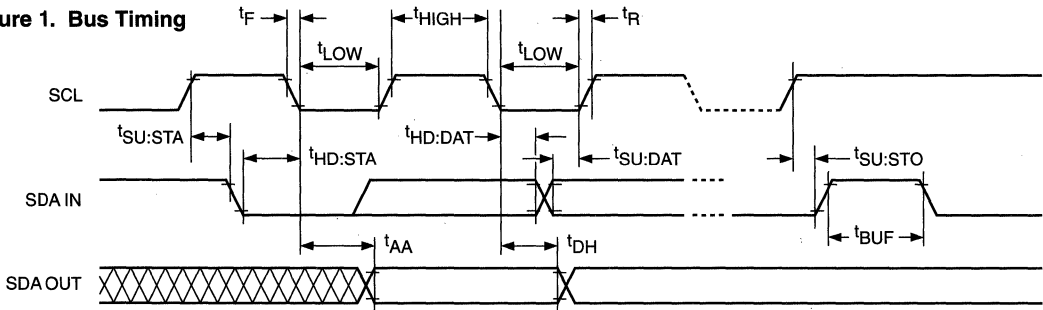 ure 1. Bus Timing
tF
tHIGH
tR
tLOW
tLOW
SCL
tSU:STA
tHD:STA
tHD:DAT
tSU:DAT
tSU:STO
SDA IN
tBUF
tAA
tDH
SDA OUT